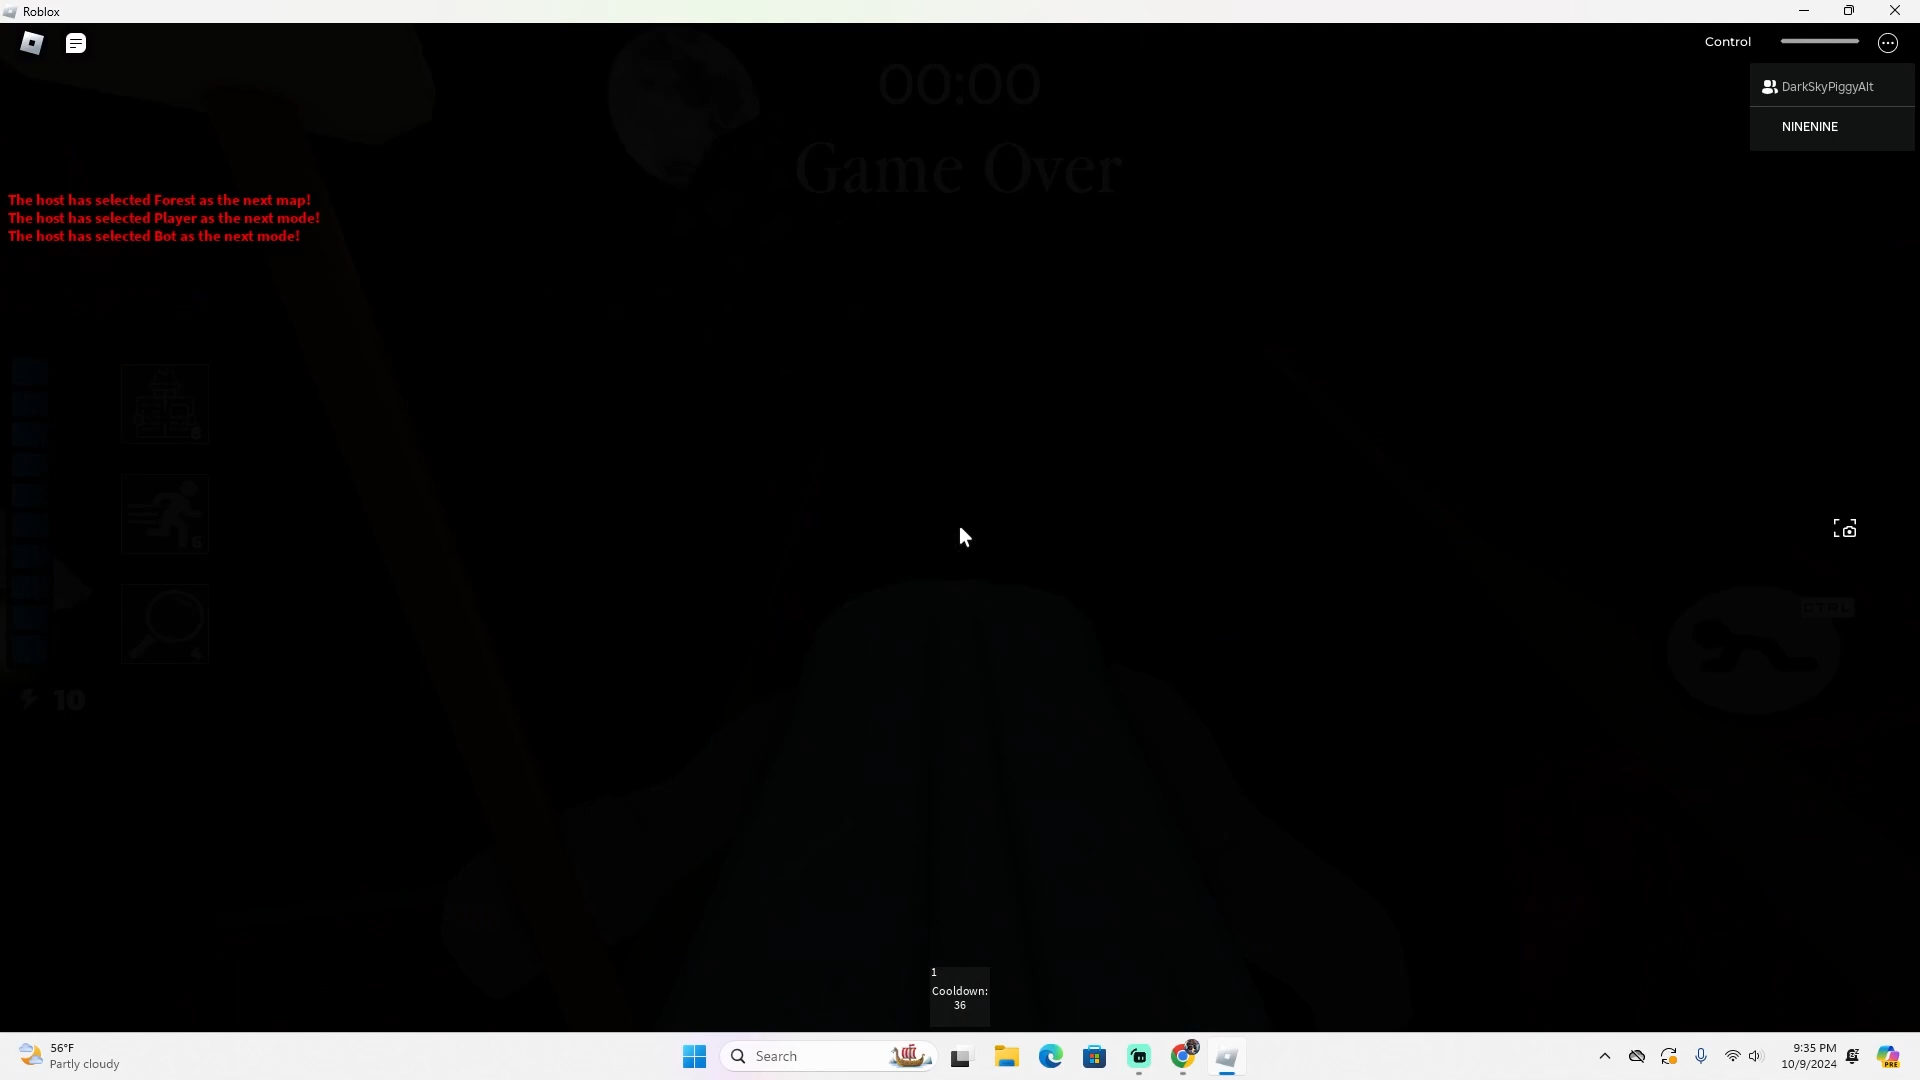 Roblox
Control
00:00
DarkSkyPiggyAlt
NINENINE
Game Over
The host has selected Forest as the next map!
The host has selected Player as the next mode!
The host has selected Bot as the next mode!
CTRL
10
1
Cooldown:
36
56°F
Partly cloudy
Search
9:35 PM
10/9/2024
PRE